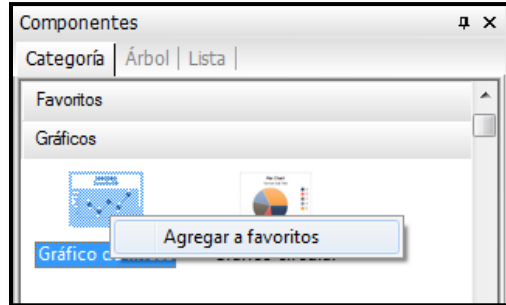 Componentes
Categoría Árbol Lista
Favoritos
Gráficos
Agregar a favoritos
Gráfico